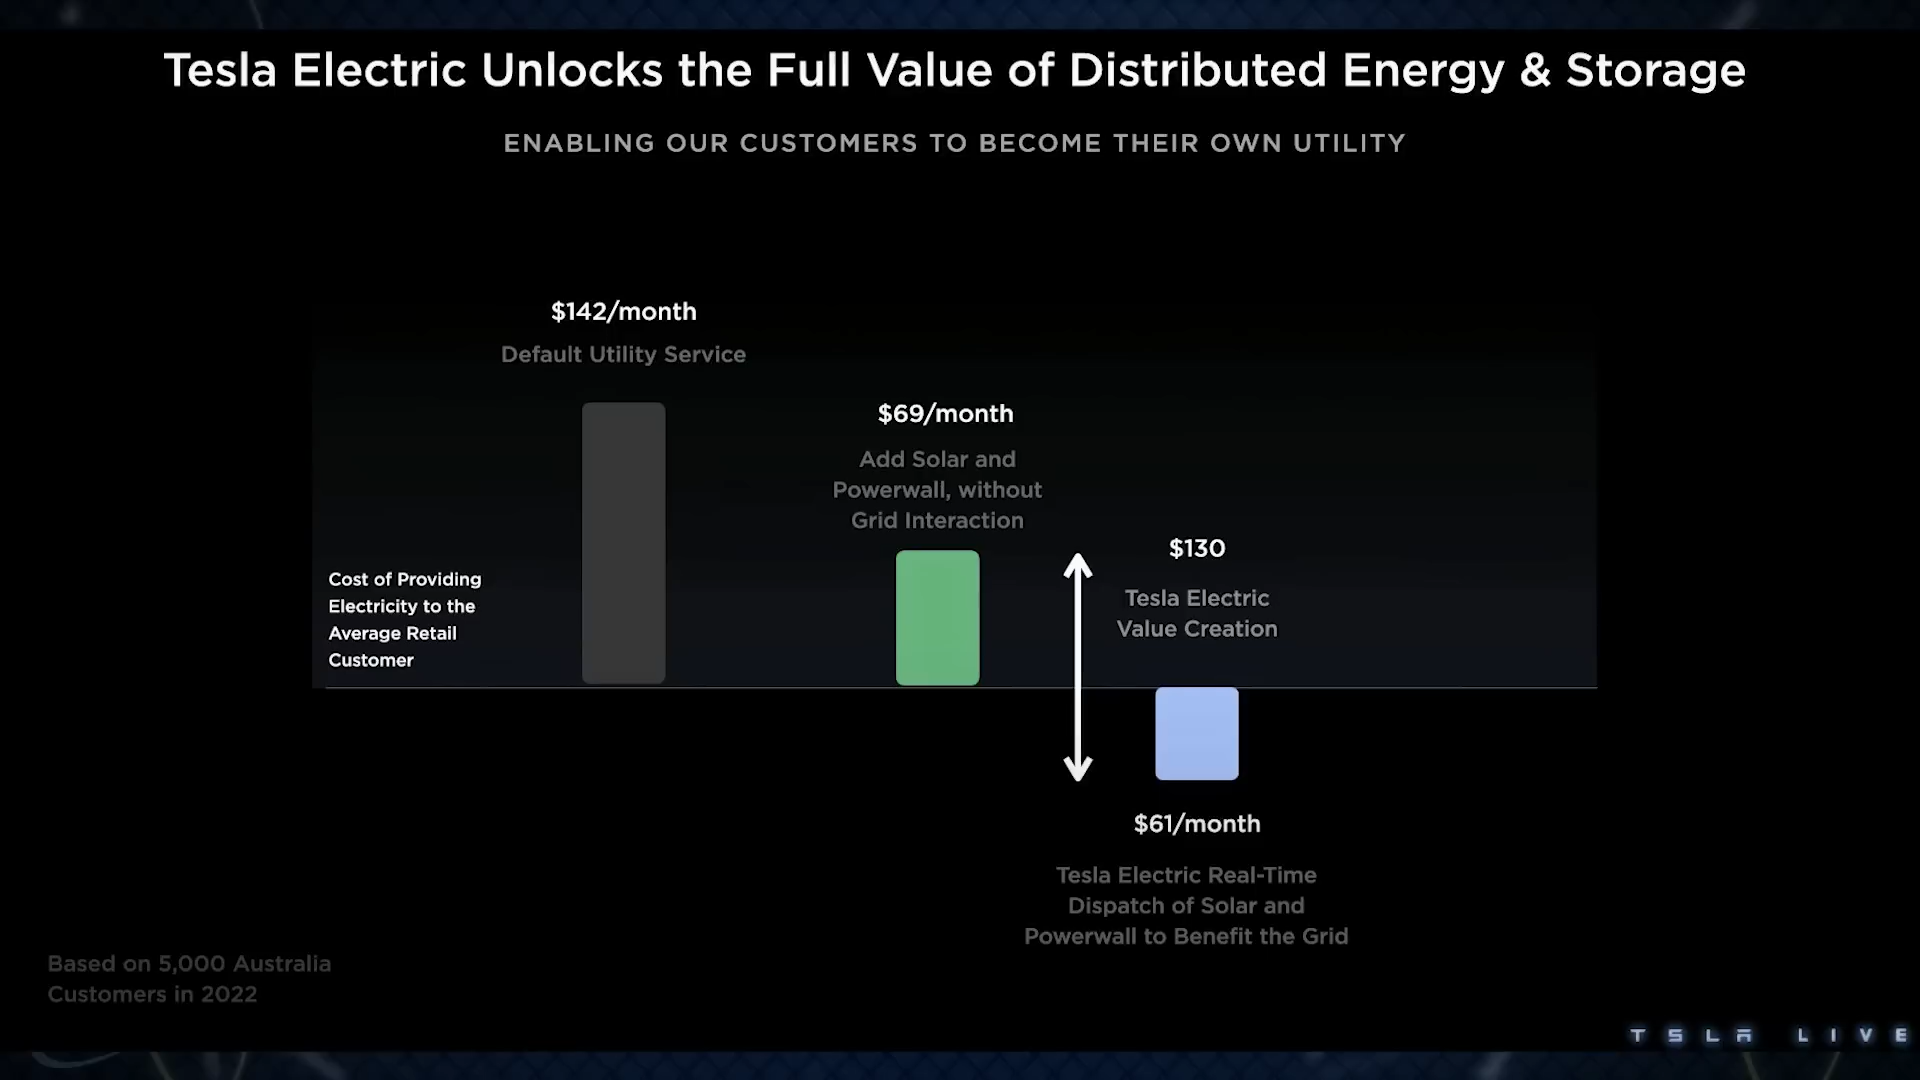 Tesla Electric Unlocks the Full Value of Distributed Energy & Storage
ENABLING OUR CUSTOMERS TO BECOME THEIR OWN UTILITY
$142/month
Default Utility Service
$69/month
Add Solar and
Powerwall, without
Grid Interaction
$130
Tesla Electric
Value Creation
Cost of Providing
Electricity to the
Average Retail
Customer
$61/month
Tesla Electric Real-Time
Dispatch of Solar and
Powerwall to Benefit the Grid
Based on 5,000 Australia
Customers in 2022
TSLA LIVE